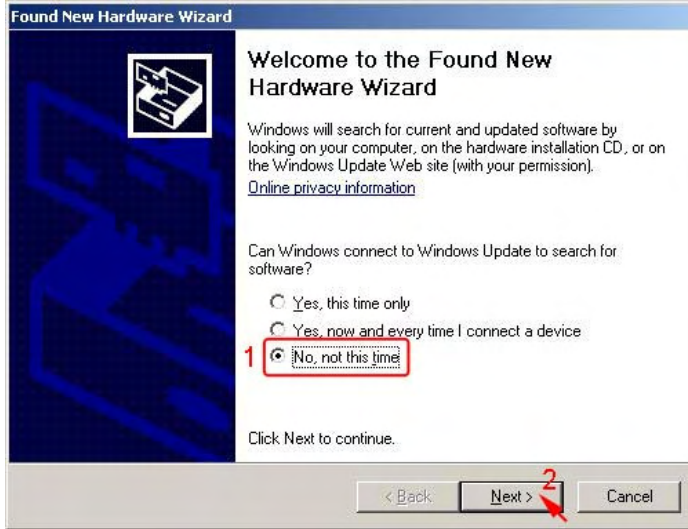 Found New Hardware Wizard
Welcome to the Found New
Hardware Wizard
Windows will search for current and updated software by
looking on your computer, on the hardware installation CD, or on
the Windows Update Web site (with your permission).
Online privacy information
Can Windows connect to Windows Update to search for
software?
Yes, this time only
Yes, now and every time I connect a device
1 No, not this time
Click Next to continue.
< Back Next > 2 Cancel